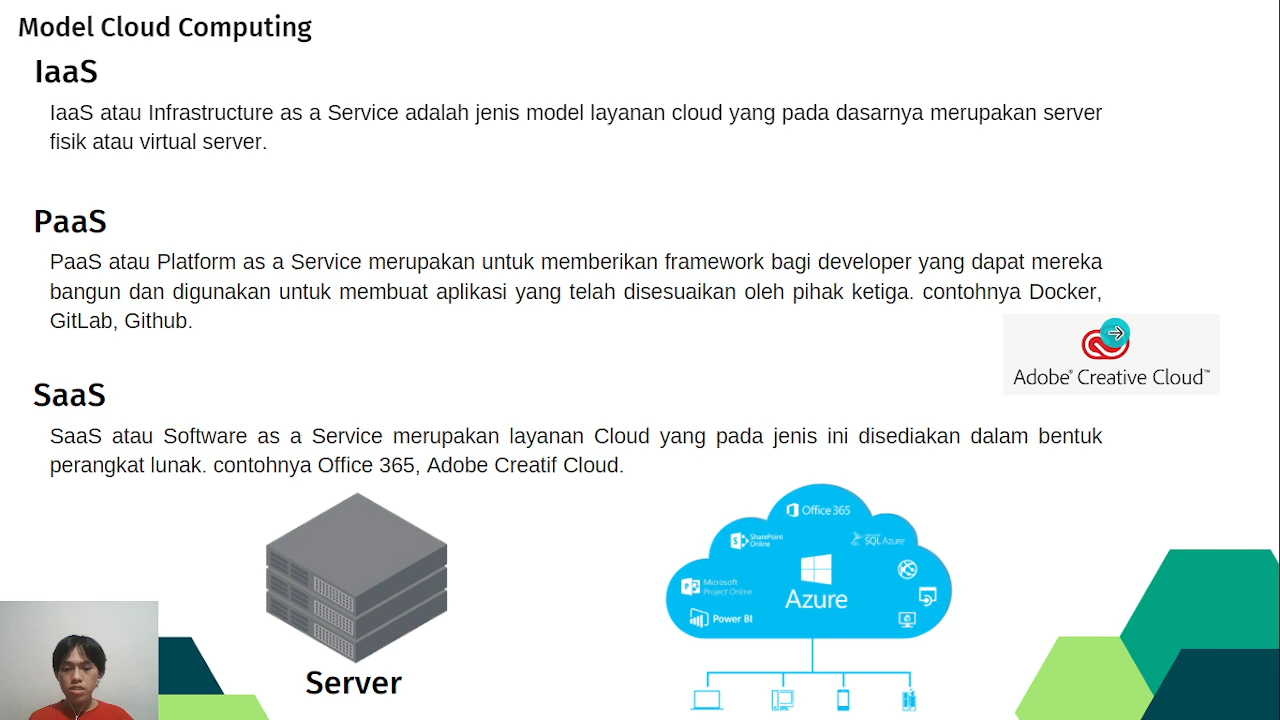 Model Cloud Computing
IaaS
IaaS atau Infrastructure as a Service adalah jenis model layanan cloud yang pada dasarnya merupakan server
fisik atau virtual server.
PaaS
PaaS atau Platform as a Service merupakan untuk memberikan framework bagi developer yang dapat mereka
bangun dan digunakan untuk membuat aplikasi yang telah disesuaikan oleh pihak ketiga. contohnya Docker,
GitLab, Github.
Adobe® Creative Cloud™
SaaS
SaaS atau Software as a Service merupakan layanan Cloud yang pada jenis ini disediakan dalam bentuk
perangkat lunak. contohnya Office 365, Adobe Creatif Cloud.
Office 365
SharePoint
Online
SQL Azure
Microsoft
Project Online
Azure
Power BI
Server